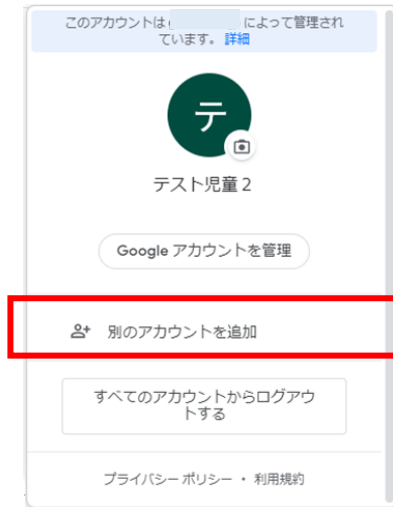 このアカウントは によって管理され
ています。 詳細
テ
テスト児童 2
Google アカウントを管理
別のアカウントを追加
すべてのアカウントからログアウ
トする
プライバシー ポリシー ・ 利用規約